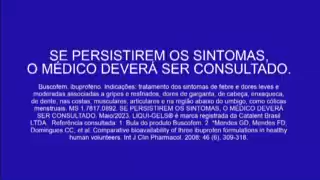 SE PERSISTIREM OS SINTOMAS,
O MÉDICO DEVERÁ SER CONSULTADO.
Buscofem. ibuprofeno. Indicações: tratamento dos sintomas de febre e dores leves e
moderadas associadas a gripes e resfriados, dores de garganta, de cabeça, enxaqueca,
de dente, nas costas, musculares, articulares e na região abaixo do umbigo, como cólicas
menstruais. MS 1.7817.0892. SE PERSISTIREM OS SINTOMAS, O MÉDICO DEVERÁ
SER CONSULTADO. Maio/2023. LIQUI-GELS® é marca registrada da Catalent Brasil
LTDA. Referência consultada: 1. Bula do produto Buscofem. 2. *Mendes GD, Mendes FD,
Domingues CC, et al. Comparative bioavailability of three ibuprofen formulations in healthy
human volunteers. Int J Clin Pharmacol. 2008; 46 (6), 309-318.